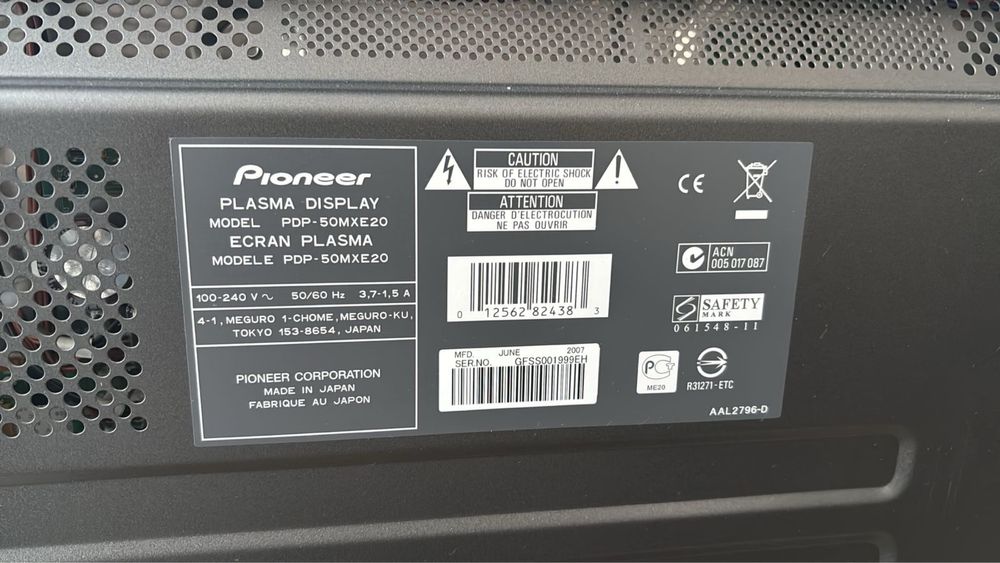 Pioneer
PLASMA DISPLAY
MODEL PDP-50MXE20
ECRAN PLASMA
MODELE PDP-50MXE20
100-240 V ~ 50/60 Hz 3,7-1,5 A
4-1, MEGURO 1-CHOME, MEGURO-KU,
TOKYO 153-8654, JAPAN
PIONEER CORPORATION
MADE IN JAPAN
FABRIQUE AU JAPON
CAUTION
RISK OF ELECTRIC SHOCK
DO NOT OPEN
ATTENTION
DANGER D'ELECTROCUTION
NE PAS OUVRIR
0 12562 82438 3
MFD. JUNE 2007
SER.NO. GFSS001999EH
CE
ACN
005 017 087
SAFETY
MARK
061548-11
PG
ME20
R31271-ETC
AAL2796-D